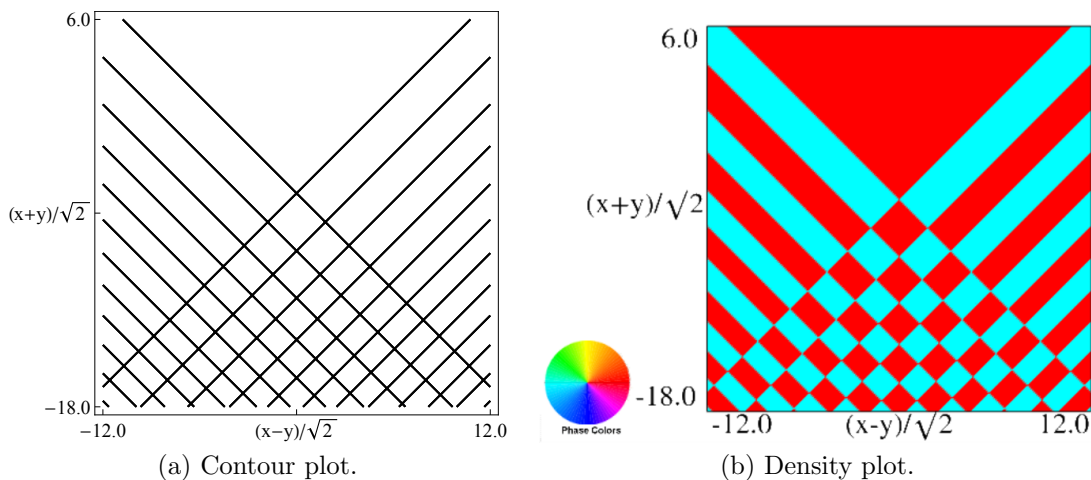 6.0
(x+y)/√2
−18.0
−12.0
(x−y)/√2
12.0
(a) Contour plot.
6.0
(x+y)/√2
-18.0
Phase Colors
-12.0
(x-y)/√2
12.0
(b) Density plot.